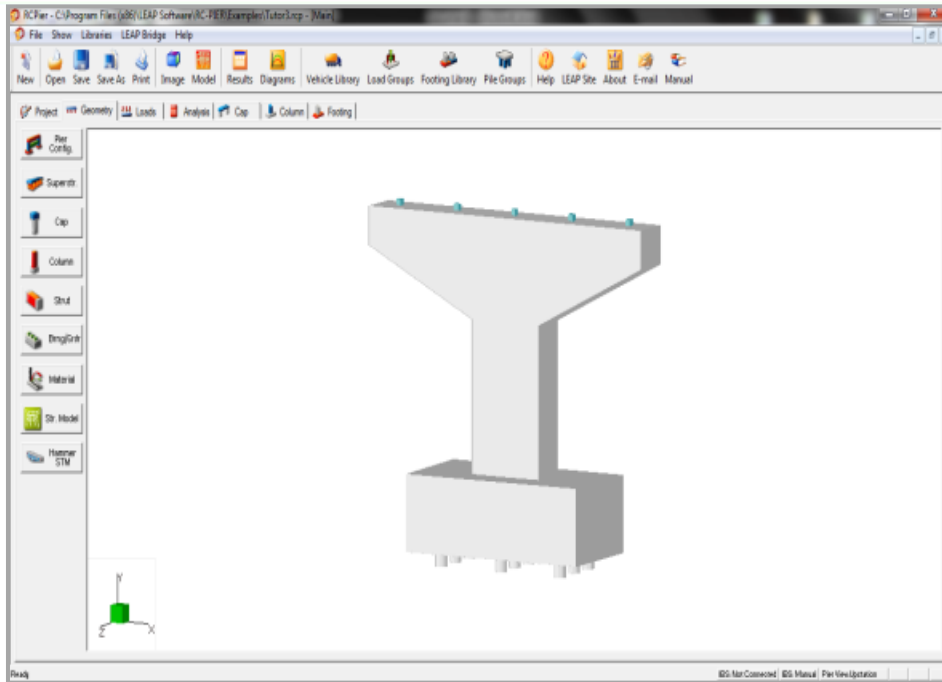 RCPier - C:\Program Files (x86)\LEAP Software\RC-PIER\Examples\Tutor3.rcp - [Main]
File Show Libraries LEAP Bridge Help
New Open Save Save As Print Image Model Results Diagrams Vehicle Library Load Groups Footing Library Pile Groups Help LEAP Site About E-mail Manual
Project Geometry Loads Analysis Cap Column Footing
Pier
Config.
Superstr.
Cap
Column
Strut
Brng/Grdr
Material
Str. Model
Hammer
STM
Y
Z X
Ready IBS: Not Connected IBS: Manual Pier View: Upstation